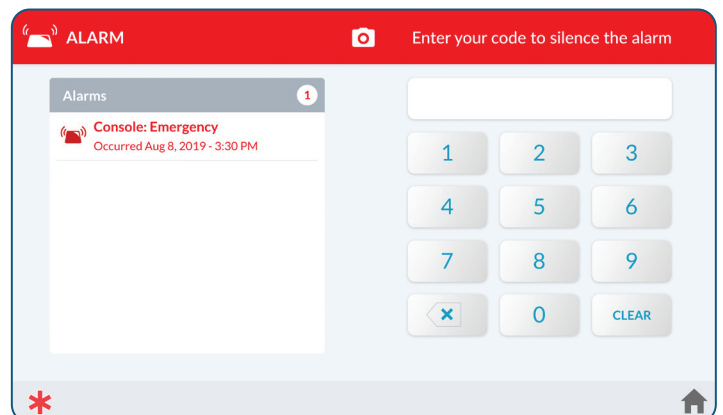 ALARM
Enter your code to silence the alarm
Alarms 1
Console: Emergency
Occurred Aug 8, 2019 - 3:30 PM
1 2 3
4 5 6
7 8 9
0 CLEAR